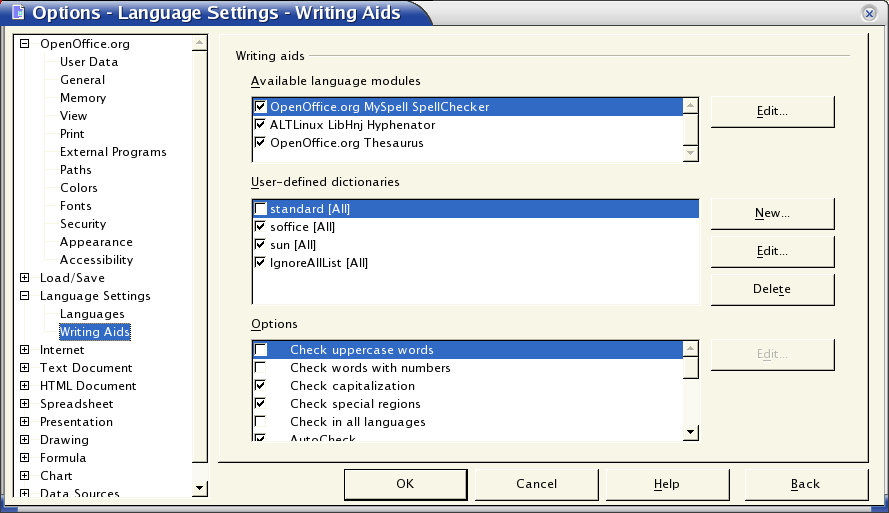 Options - Language Settings - Writing Aids
OpenOffice.org
User Data
General
Memory
View
Print
External Programs
Paths
Colors
Fonts
Security
Appearance
Accessibility
Load/Save
Language Settings
Languages
Writing Aids
Internet
Text Document
HTML Document
Spreadsheet
Presentation
Drawing
Formula
Chart
Data Sources
Writing aids
Available language modules
OpenOffice.org MySpell SpellChecker
ALTLinux LibHnj Hyphenator
OpenOffice.org Thesaurus
Edit...
User-defined dictionaries
standard [All]
soffice [All]
sun [All]
IgnoreAllList [All]
New...
Edit...
Delete
Options
Check uppercase words
Check words with numbers
Check capitalization
Check special regions
Check in all languages
AutoCheck
Edit...
OK
Cancel
Help
Back